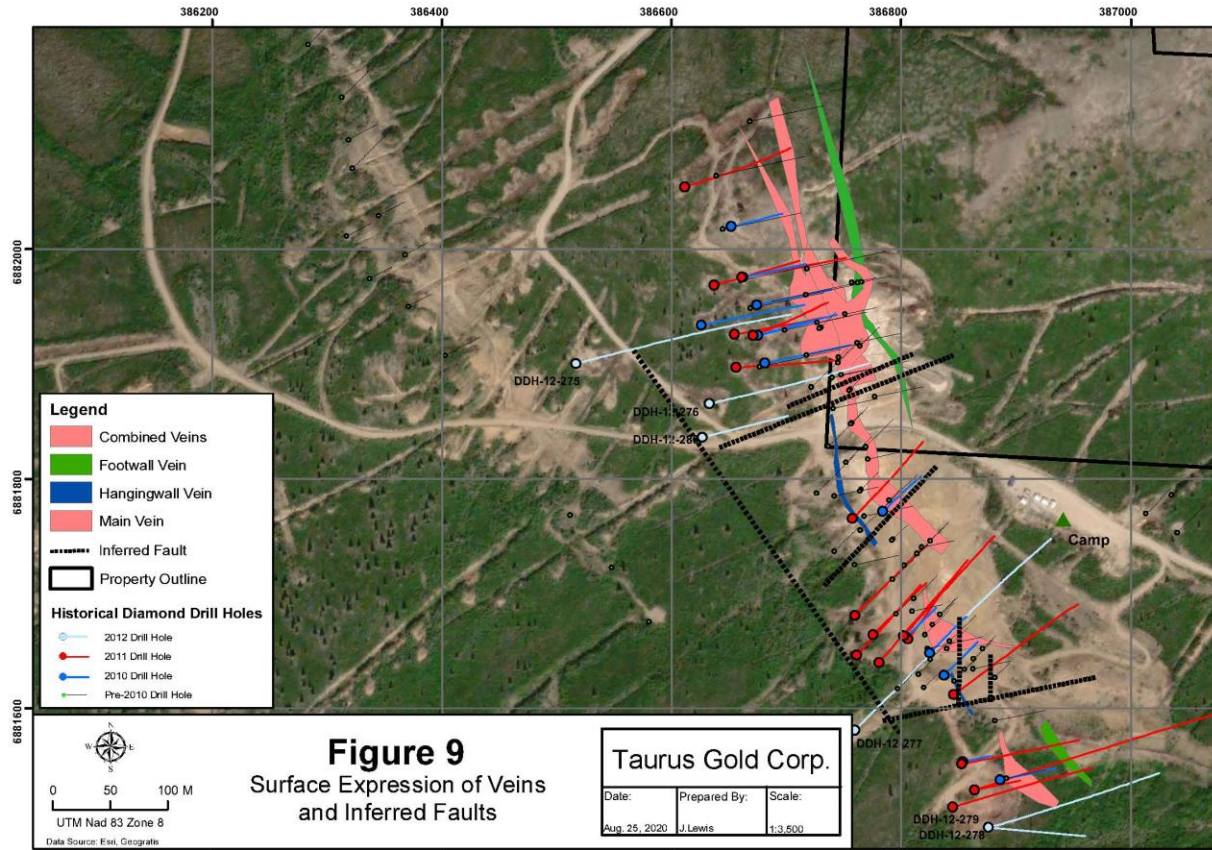 386200 386400 386600 386800 387000
6882000
6881800
6881600
DDH-12-275
DDH-12-276
DDH-12-277
DDH-12-279
DDH-12-278
Camp
Legend
Combined Veins
Footwall Vein
Hangingwall Vein
Main Vein
Inferred Fault
Property Outline
Historical Diamond Drill Holes
2012 Drill Hole
2011 Drill Hole
2010 Drill Hole
Pre-2010 Drill Hole
N
W E
S
0 50 100 M
UTM Nad 83 Zone 8
Data Source: Esri, Geogratis
Figure 9
Surface Expression of Veins
and Inferred Faults
Taurus Gold Corp.
Date: Prepared By: Scale:
Aug. 25, 2020 J.Lewis 1:3,500